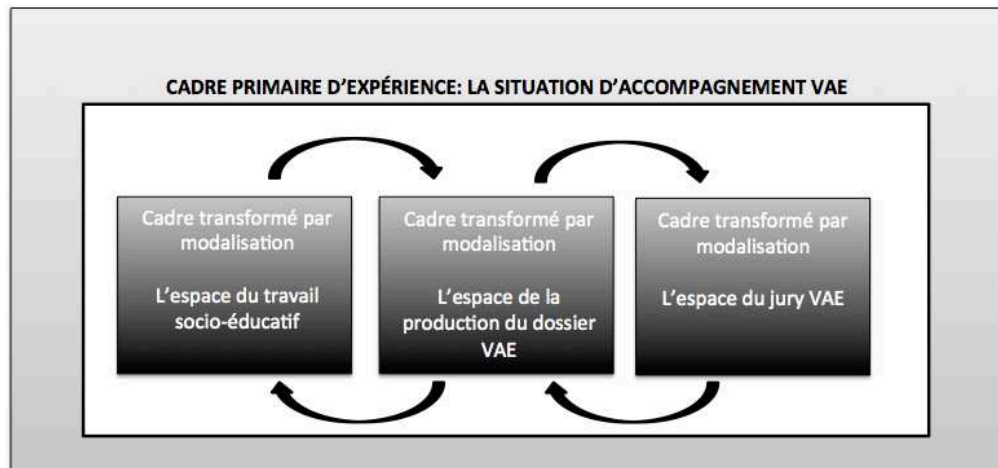 CADRE PRIMAIRE D'EXPÉRIENCE: LA SITUATION D'ACCOMPAGNEMENT VAE
Cadre transformé par
modalisation
L'espace du travail
socio-éducatif
Cadre transformé par
modalisation
L'espace de la
production du dossier
VAE
Cadre transformé par
modalisation
L'espace du jury VAE